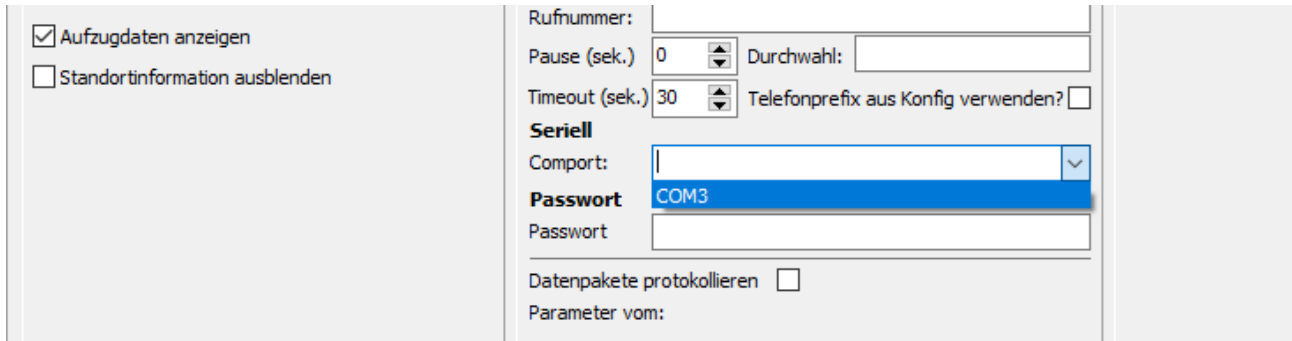 Aufzugdaten anzeigen
Standortinformation ausblenden
Rufnummer:
Pause (sek.) 0 Durchwahl:
Timeout (sek.) 30 Telefonprefix aus Konfig verwenden?
Seriell
Comport:
COM3
Passwort
Passwort
Datenpakete protokollieren
Parameter vom: